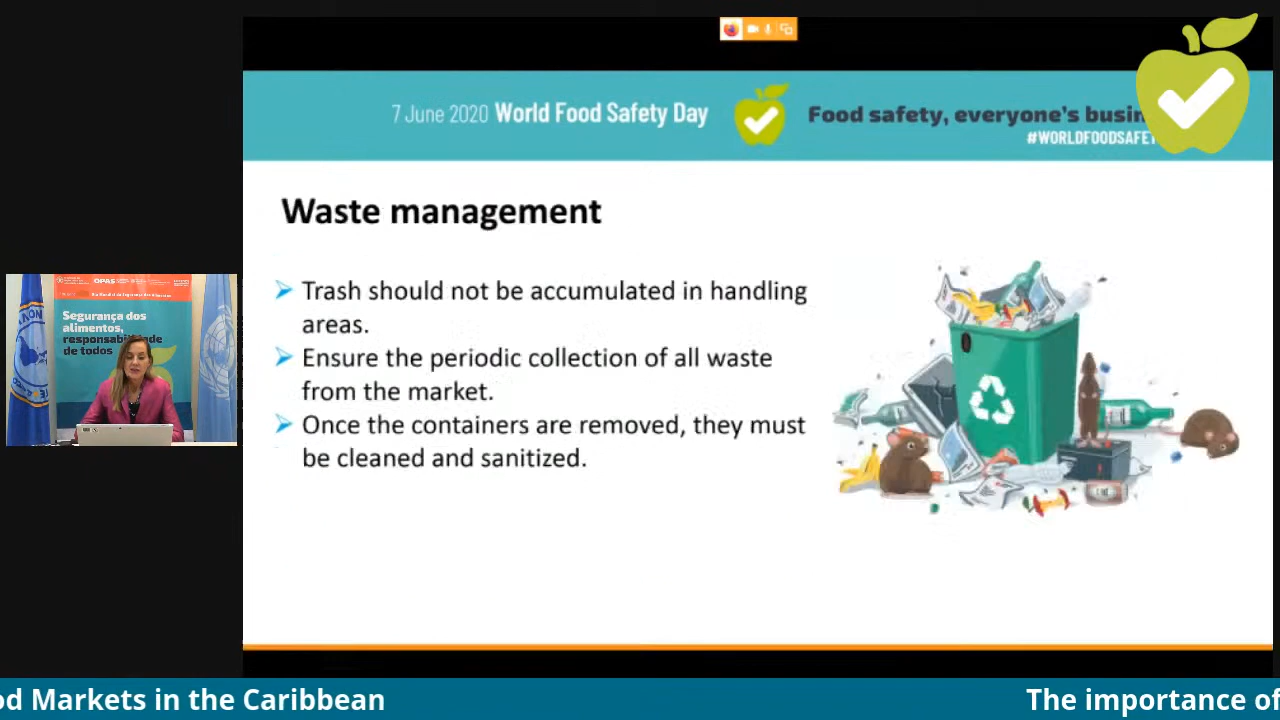 7 June 2020 World Food Safety Day
Food safety, everyone's busin
#WORLDFOODSAFE
Waste management
Trash should not be accumulated in handling
areas.
Ensure the periodic collection of all waste
from the market.
Once the containers are removed, they must
be cleaned and sanitized.
OPAS
Segurança dos
alimentos,
responsabilidade
de todos
od Markets in the Caribbean
The importance of